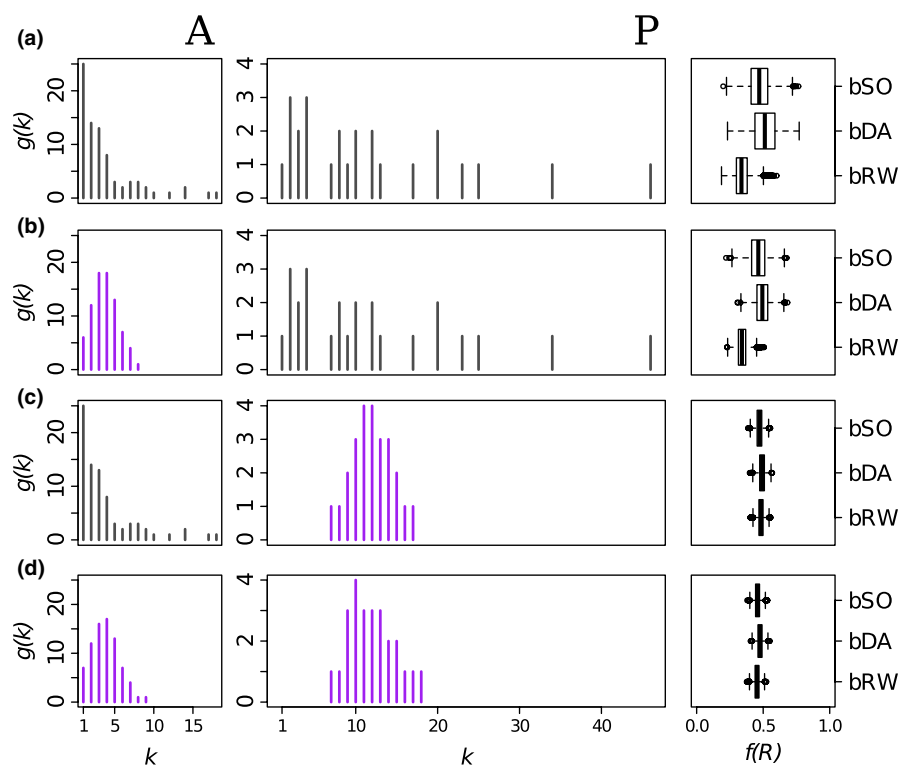 A P
(a)
g(k)
0 10 20
0 1 2 3 4
bSO
bDA
bRW
(b)
g(k)
0 10 20
0 1 2 3 4
bSO
bDA
bRW
(c)
g(k)
0 10 20
0 1 2 3 4
bSO
bDA
bRW
(d)
g(k)
0 10 20
0 1 2 4
bSO
bDA
bRW
1 5 10 15
1 10 20 30 40
0.0 0.5 1.0
k k f(R)